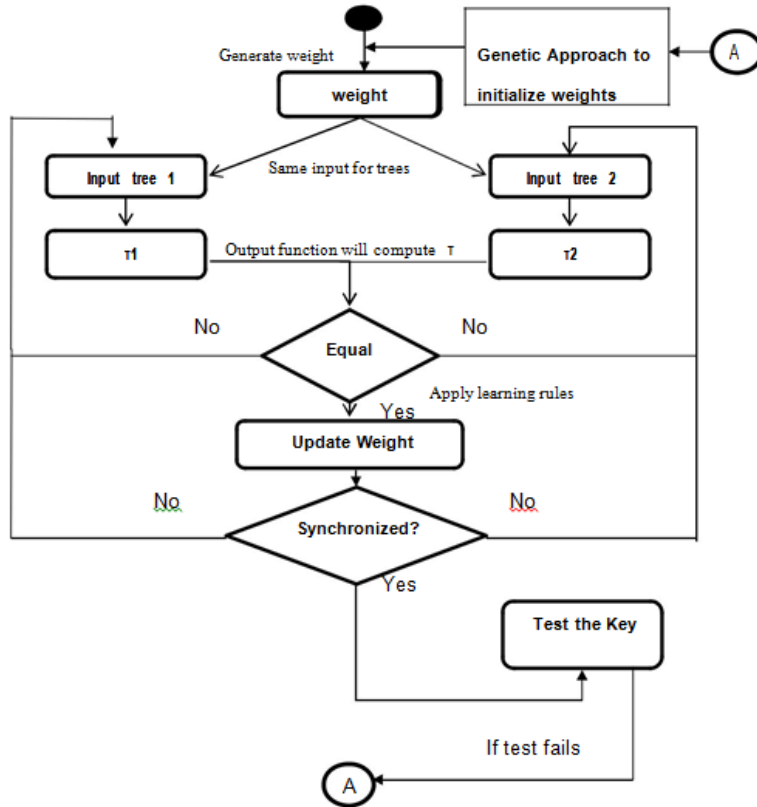 Generate weight
Genetic Approach to
initialize weights
A
weight
Same input for trees
Input tree 1
Input tree 2
τ1
Output function will compute τ
τ2
No
No
Equal
Apply learning rules
Yes
Update Weight
No
No
Synchronized?
Yes
Test the Key
If test fails
A